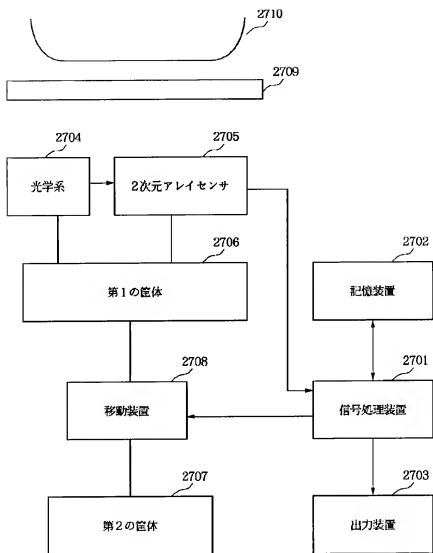 2710
2709
2704
2705
光学系
2次元アレイセンサ
2706
2702
第1の筐体
記憶装置
2708
2701
移動装置
信号処理装置
2707
2703
第2の筐体
出力装置